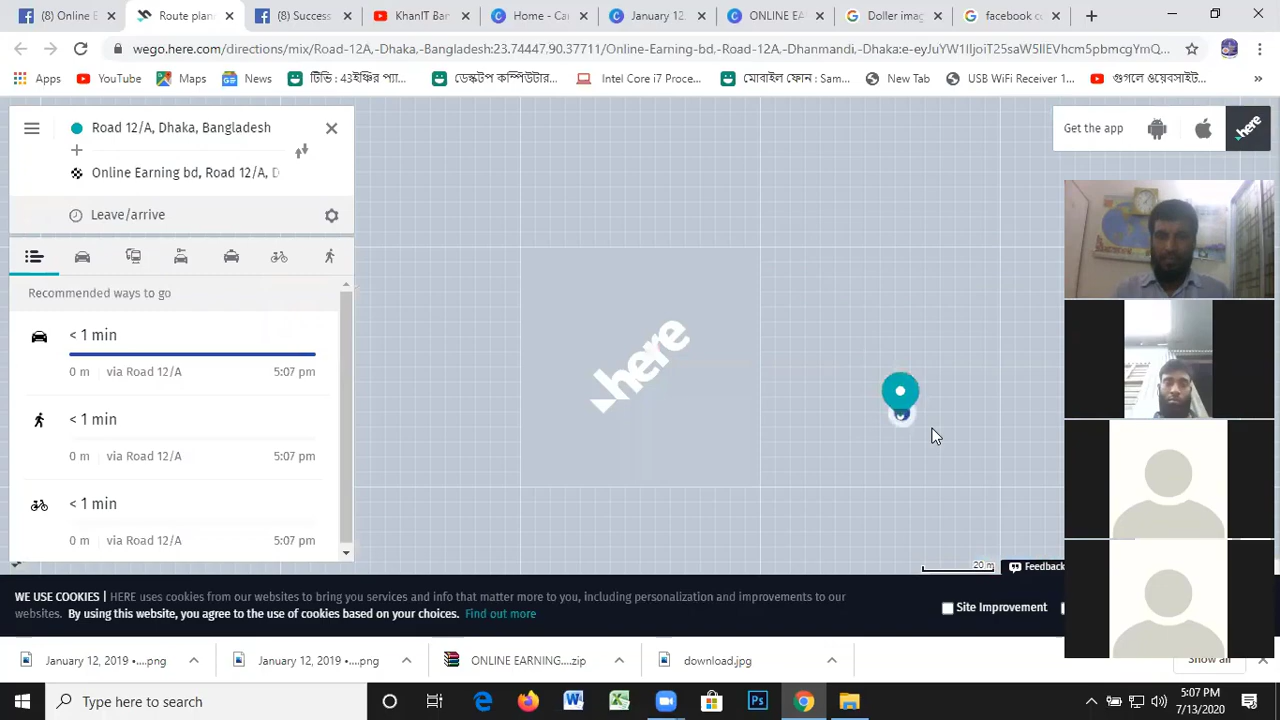 (8) Online E
Route plan
(8) Success
KhanIT Ban
Home - Can
January 12,
ONLINE EA
Doller imag
facebook co
wego.here.com/directions/mix/Road-12A,-Dhaka,-Bangladesh:23.74447,90.37711/Online-Earning-bd,-Road-12A,-Dhanmandi,-Dhaka:e-eyJuYW1lIjoiT25saW5lIEVhcm5pbmcgYmQ...
Apps
YouTube
Maps
News
টিভি : 43ইঞ্চির প্যা...
ডেস্কটপ কম্পিউটার...
Intel Core i7 Proce...
মোবাইল ফোন : Sam...
New Tab
USB WiFi Receiver 1...
গুগলে ওয়েবসাইট...
»
Road 12/A, Dhaka, Bangladesh
Online Earning bd, Road 12/A, D
Leave/arrive
Get the app
here
Recommended ways to go
< 1 min
0 m | via Road 12/A 5:07 pm
< 1 min
0 m | via Road 12/A 5:07 pm
< 1 min
0 m | via Road 12/A 5:07 pm
here
20 m
Feedback
WE USE COOKIES | HERE uses cookies from our websites to bring you services and info that matter more to you, including personalization and improvements to our
websites. By using this website, you agree to the use of cookies based on your choices. Find out more
Site Improvement
January 12, 2019 •....png
January 12, 2019 •....png
ONLINE EARNING....zip
download.jpg
Show all
Type here to search
5:07 PM
7/13/2020